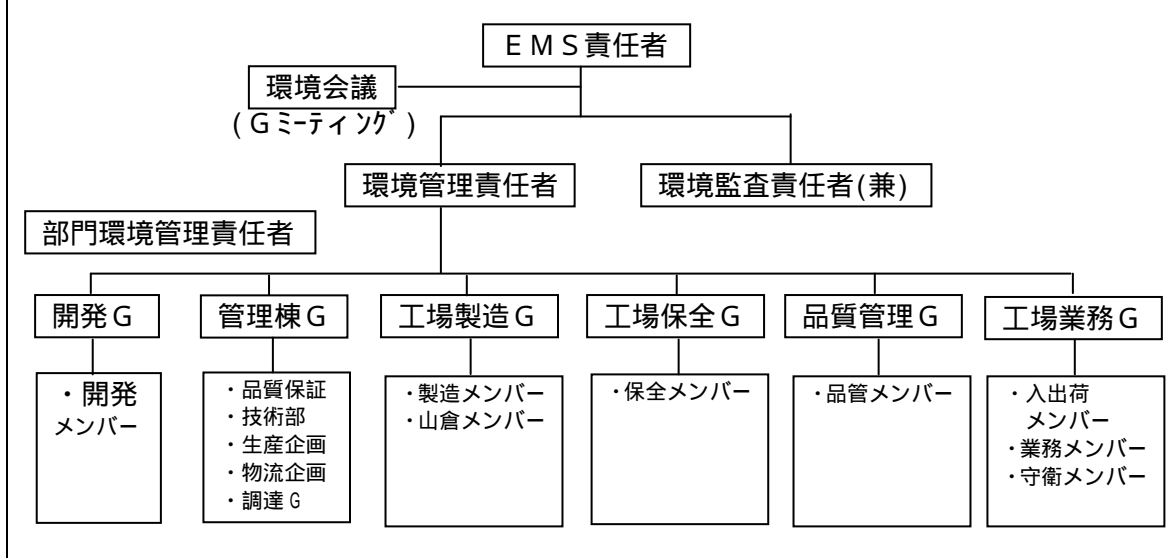 EMS責任者
環境会議
(Gミーティング)
環境管理責任者
環境監査責任者(兼)
部門環境管理責任者
開発G
管理棟G
工場製造G
工場保全G
品質管理G
工場業務G
・開発
メンバー
・品質保証
・技術部
・生産企画
・物流企画
・調達G
・製造メンバー
・山倉メンバー
・保全メンバー
・品管メンバー
・入出荷
メンバー
・業務メンバー
・守衛メンバー